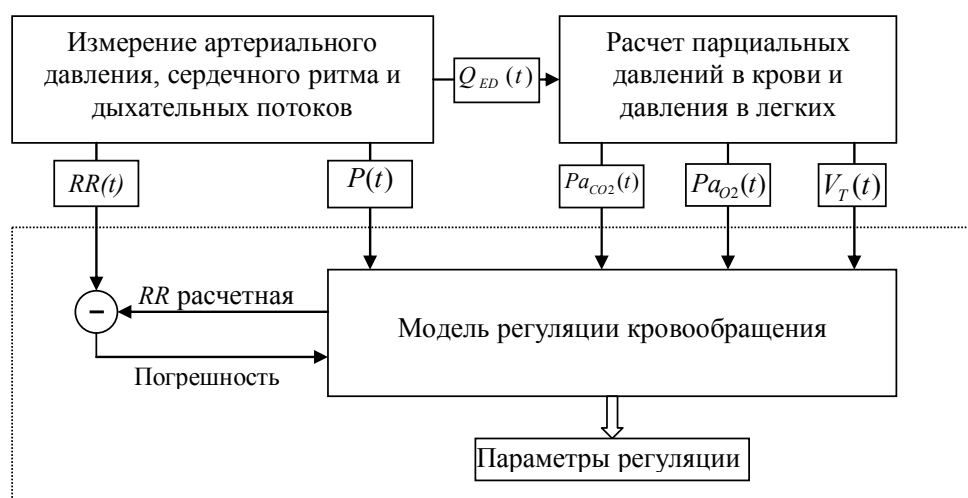 Измерение артериального
давления, сердечного ритма и
дыхательных потоков
Q_ED (t)
Расчет парциальных
давлений в крови и
давления в легких
RR(t)
P(t)
Pa_CO2(t)
Pa_O2(t)
V_T(t)
RR расчетная
−
Погрешность
Модель регуляции кровообращения
Параметры регуляции